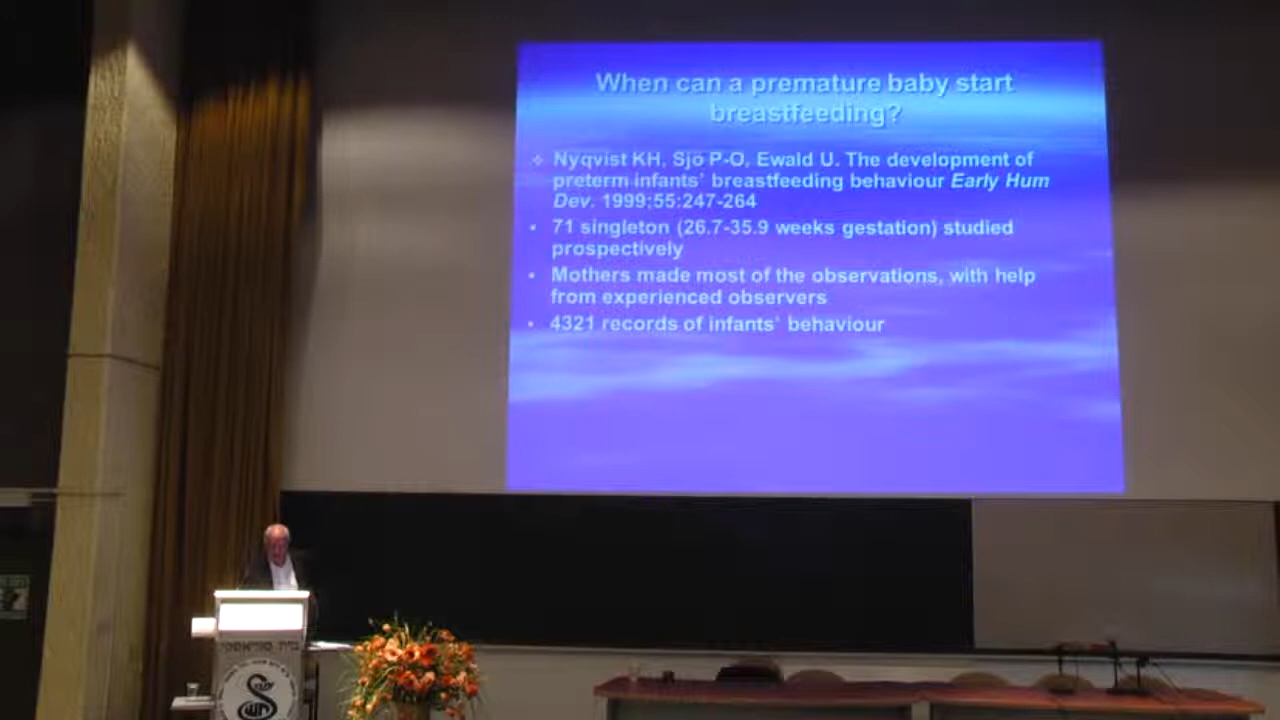 When can a premature baby start
breastfeeding?
Nyqvist KH, Sjö P-O, Ewald U. The development of
preterm infants' breastfeeding behaviour Early Hum
Dev. 1999;55:247-264
71 singleton (26.7-35.9 weeks gestation) studied
prospectively
Mothers made most of the observations, with help
from experienced observers
4321 records of infants' behaviour